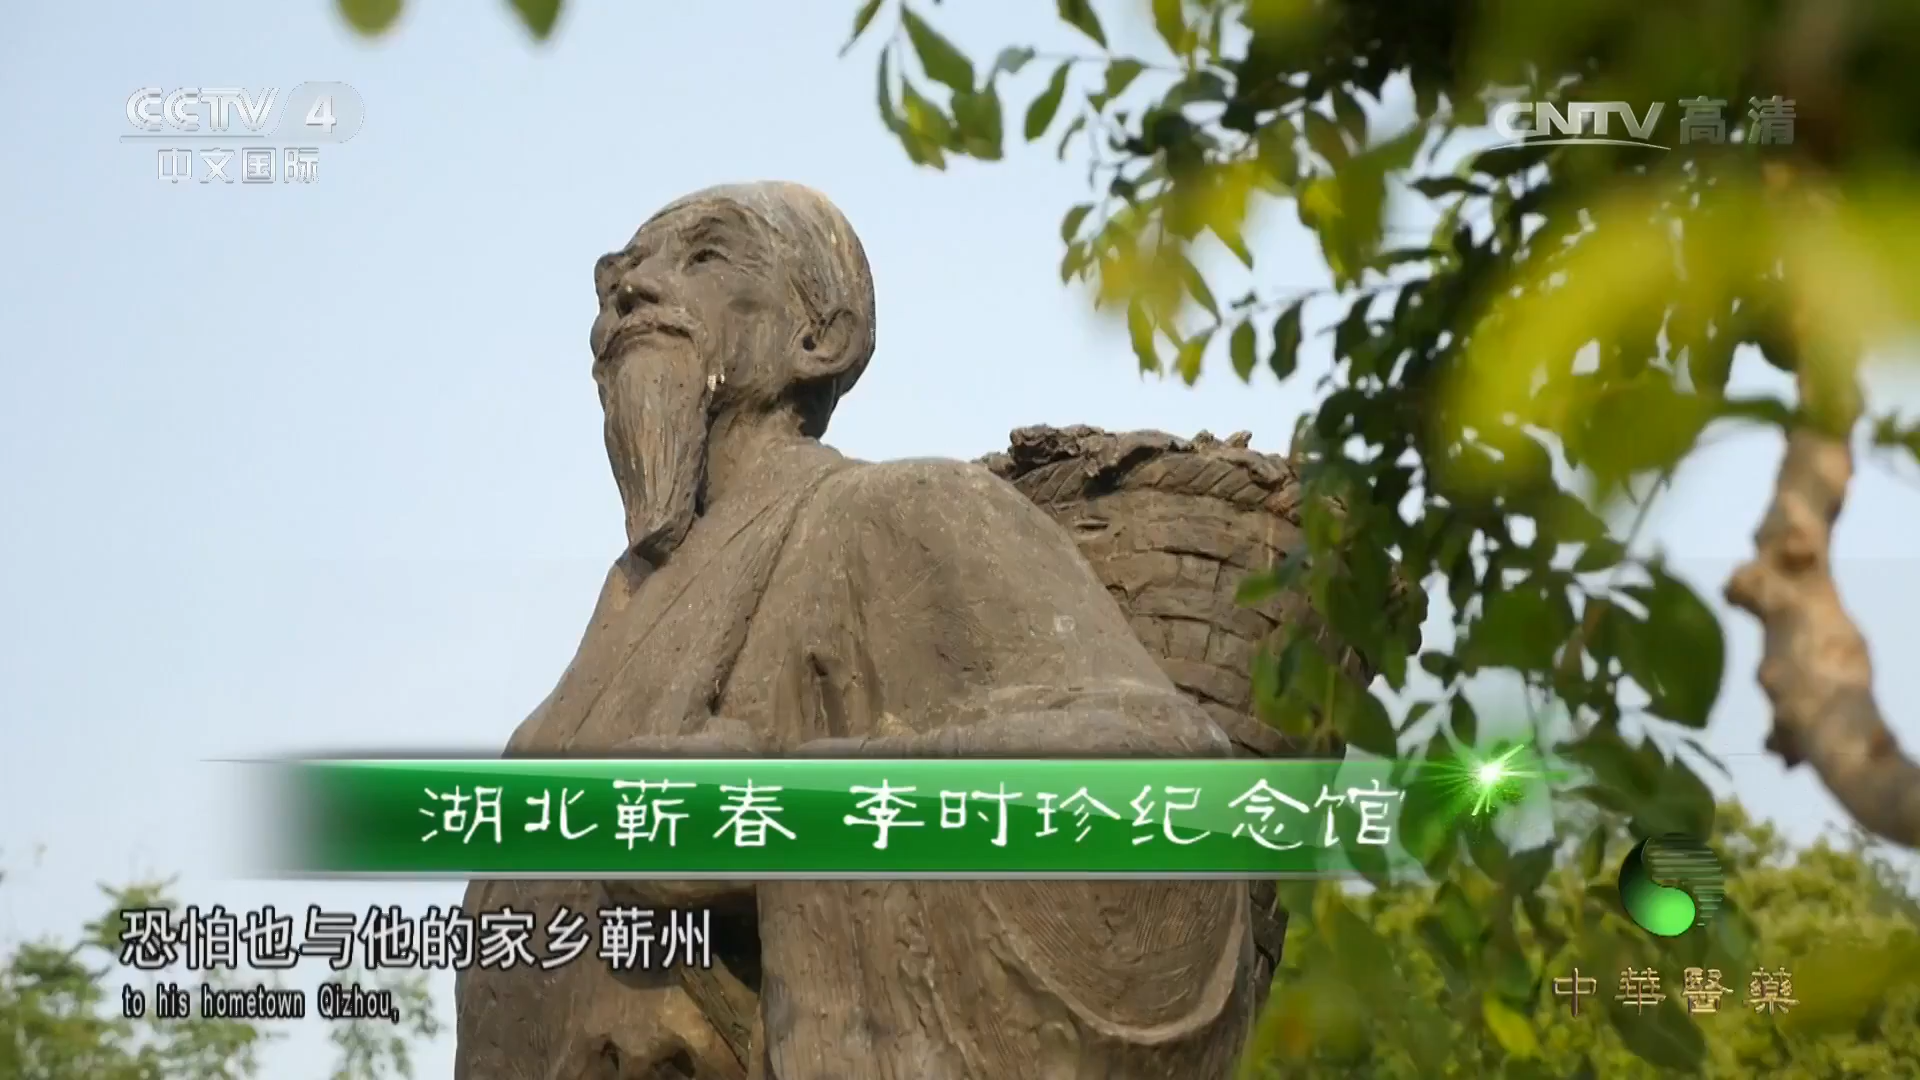 CCTV 4
中文国际
CNTV 高清
湖北蕲春 李时珍纪念馆
恐怕也与他的家乡蕲州
to his hometown Qizhou,
中華醫藥